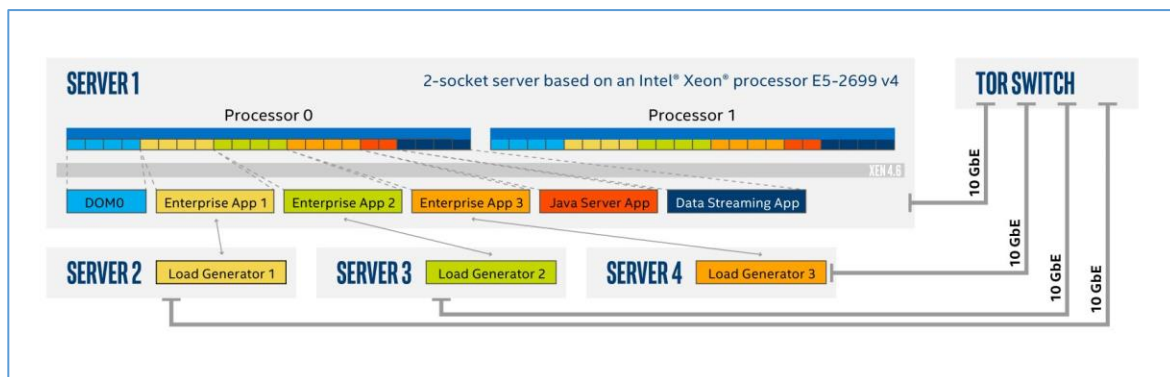 SERVER 1
2-socket server based on an Intel® Xeon® processor E5-2699 v4
TOR SWITCH
Processor 0
Processor 1
XEN 4.6
DOM0
Enterprise App 1
Enterprise App 2
Enterprise App 3
Java Server App
Data Streaming App
10 GbE
10 GbE
10 GbE
10 GbE
SERVER 2
Load Generator 1
SERVER 3
Load Generator 2
SERVER 4
Load Generator 3